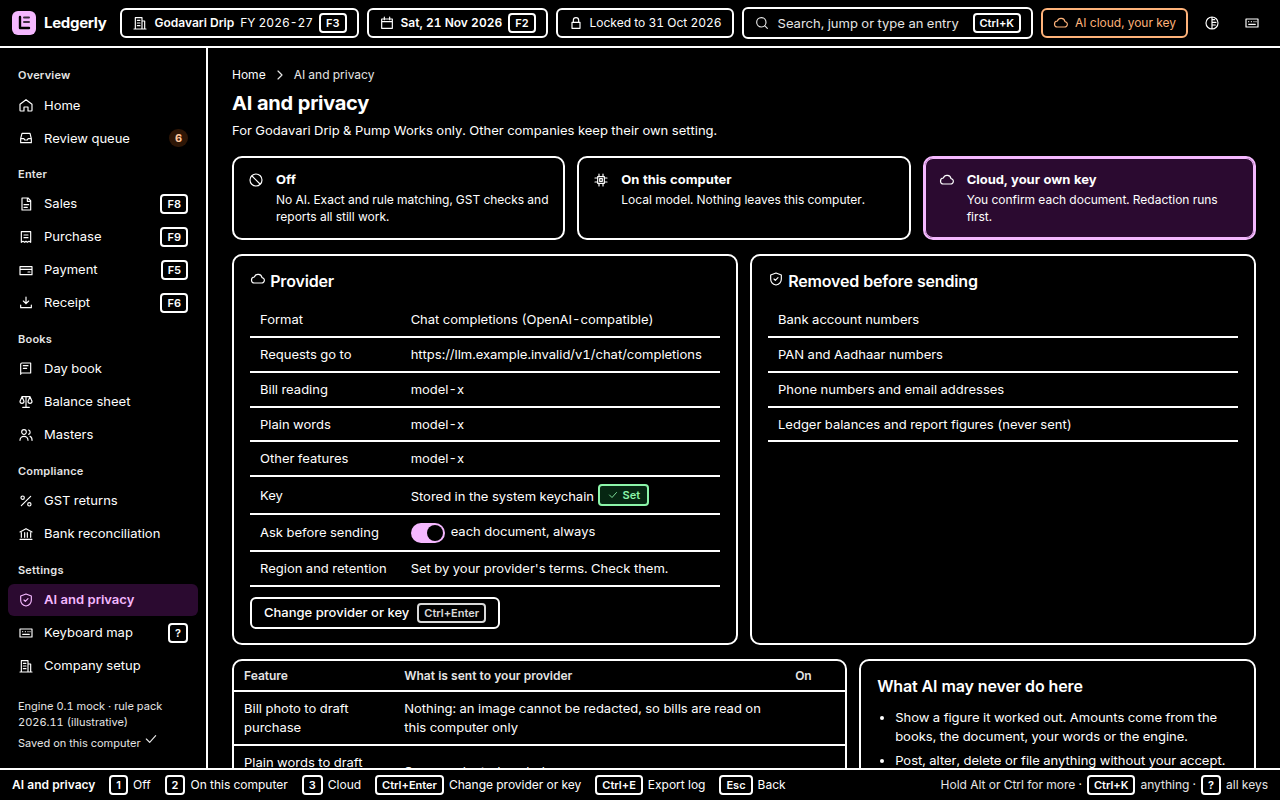 Ledgerly
Godavari Drip FY 2026-27 F3
Sat, 21 Nov 2026 F2
Locked to 31 Oct 2026
Search, jump or type an entry Ctrl+K
AI cloud, your key
Overview
Home
Review queue 6
Enter
Sales F8
Purchase F9
Payment F5
Receipt F6
Books
Day book
Balance sheet
Masters
Compliance
GST returns
Bank reconciliation
Settings
AI and privacy
Keyboard map ?
Company setup
Engine 0.1 mock · rule pack
2026.11 (illustrative)
Saved on this computer
Home > AI and privacy
AI and privacy
For Godavari Drip & Pump Works only. Other companies keep their own setting.
Off
No AI. Exact and rule matching, GST checks and
reports all still work.
On this computer
Local model. Nothing leaves this computer.
Cloud, your own key
You confirm each document. Redaction runs
first.
Provider
Format Chat completions (OpenAI-compatible)
Requests go to https://llm.example.invalid/v1/chat/completions
Bill reading model-x
Plain words model-x
Other features model-x
Key Stored in the system keychain Set
Ask before sending each document, always
Region and retention Set by your provider's terms. Check them.
Change provider or key Ctrl+Enter
Removed before sending
Bank account numbers
PAN and Aadhaar numbers
Phone numbers and email addresses
Ledger balances and report figures (never sent)
Feature What is sent to your provider On
Bill photo to draft
purchase
Nothing: an image cannot be redacted, so bills are read on
this computer only
Plain words to draft
What AI may never do here
• Show a figure it worked out. Amounts come from the
books, the document, your words or the engine.
• Post, alter, delete or file anything without your accept.
AI and privacy 1 Off 2 On this computer 3 Cloud Ctrl+Enter Change provider or key Ctrl+E Export log Esc Back
Hold Alt or Ctrl for more · Ctrl+K anything · ? all keys